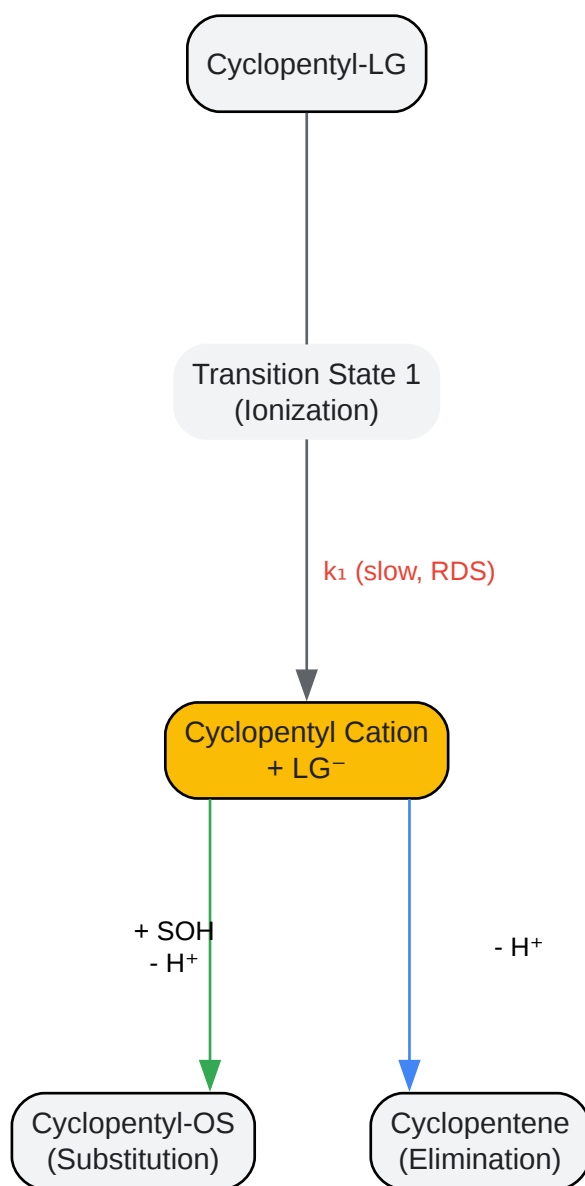 Cyclopentyl-LG
Transition State 1
(Ionization)
k₁ (slow, RDS)
Cyclopentyl Cation
+ LG⁻
+ SOH
- H⁺
- H⁺
Cyclopentyl-OS
(Substitution)
Cyclopentene
(Elimination)